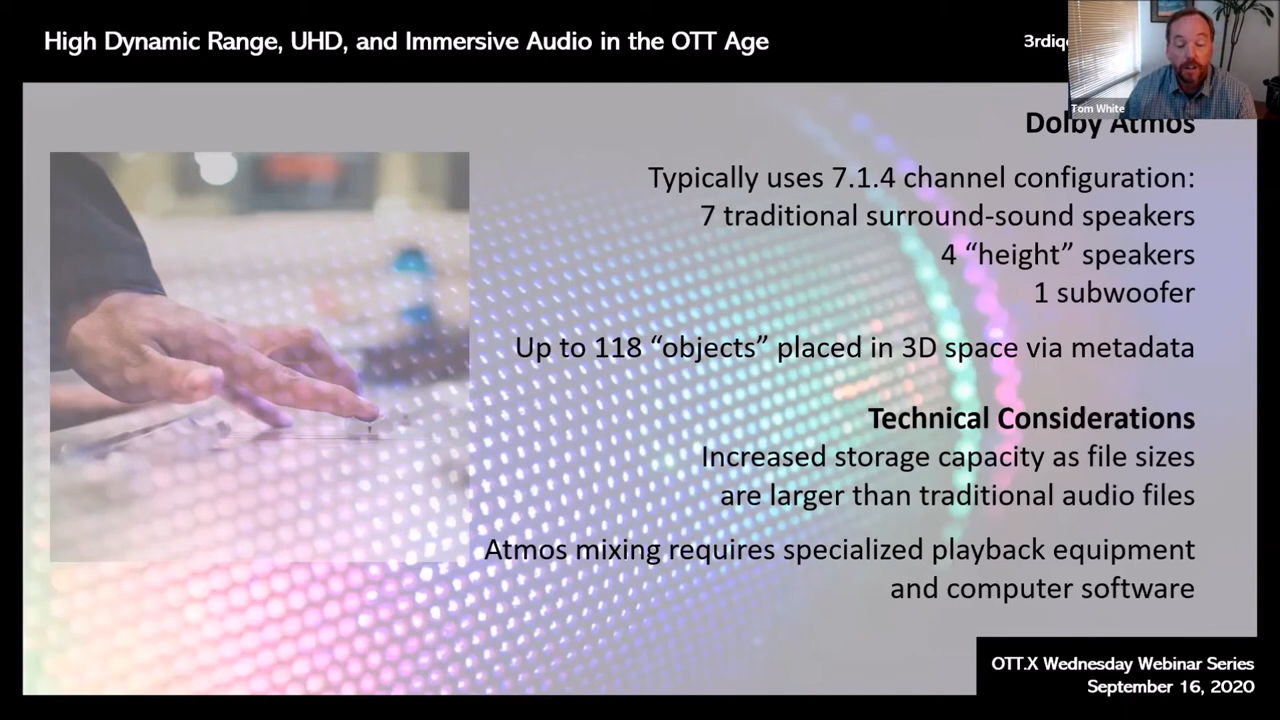 High Dynamic Range, UHD, and Immersive Audio in the OTT Age
Tom White
Dolby Atmos
Typically uses 7.1.4 channel configuration:
7 traditional surround-sound speakers
4 “height” speakers
1 subwoofer
Up to 118 “objects” placed in 3D space via metadata
Technical Considerations
Increased storage capacity as file sizes
are larger than traditional audio files
Atmos mixing requires specialized playback equipment
and computer software
OTT.X Wednesday Webinar Series
September 16, 2020